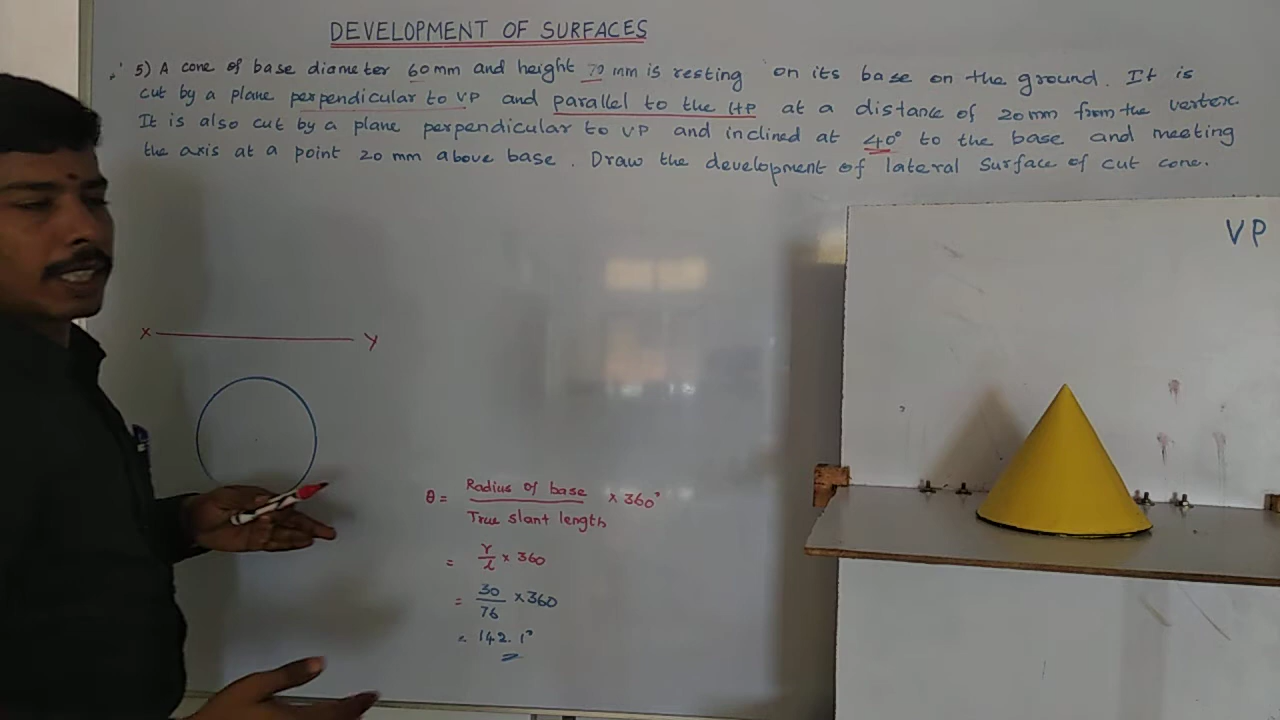 DEVELOPMENT OF SURFACES
5) A cone of base diameter 60 mm and height 70 mm is resting on its base on the ground. It is
cut by a plane perpendicular to VP and parallel to the HP at a distance of 20 mm from the vertex.
It is also cut by a plane perpendicular to VP and inclined at 40° to the base and meeting
the axis at a point 20 mm above base. Draw the development of lateral surface of cut cone.
VP
X Y
θ = Radius of base / True slant length × 360°
= r/l × 360
= 30/76 × 360
= 142.1°